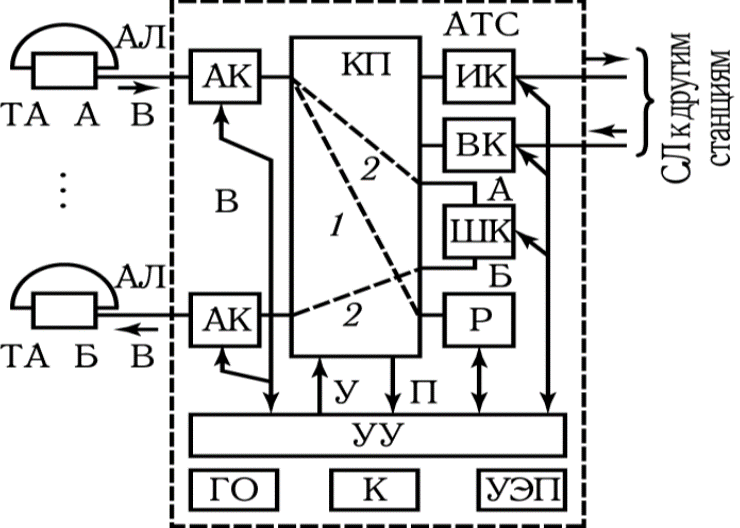 АТС
АЛ
АК
КП
ИК
ТА А В
2
ВК
СЛ к другим
станциям
В
1
А
ШК
Б
АЛ
АК
2
Р
ТА Б В
У
П
УУ
ГО
К
УЭП